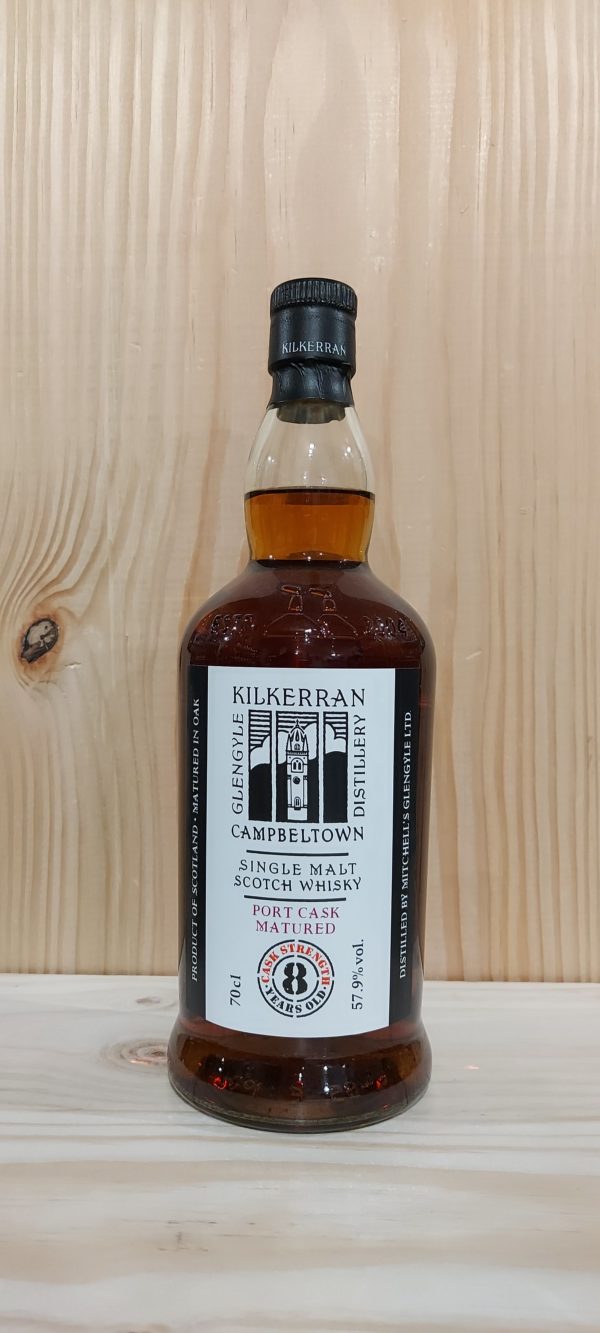 KILKERRAN
KILKERRAN
GLENGYLE
DISTILLERY
CAMPBELTOWN
SINGLE MALT
SCOTCH WHISKY
PORT CASK
MATURED
CASK STRENGTH
8
YEARS OLD
70cl
57.9%vol.
PRODUCT OF SCOTLAND · MATURED IN OAK
DISTILLED BY MITCHELL'S GLENGYLE LTD